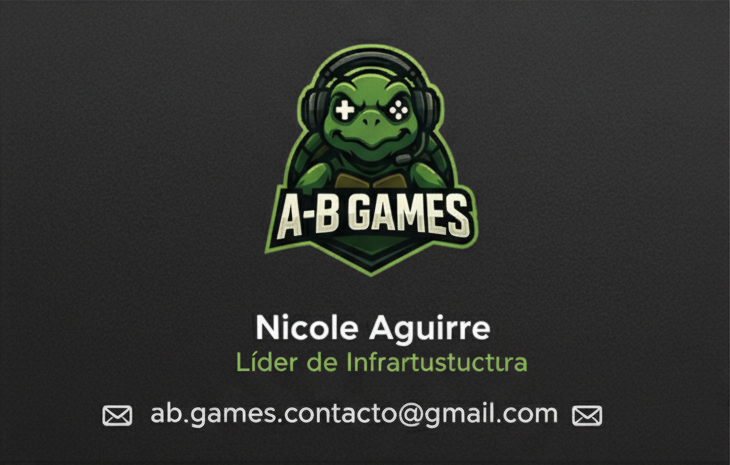 A-B GAMES
Nicole Aguirre
Líder de Infrartustuctura
ab.games.contacto@gmail.com